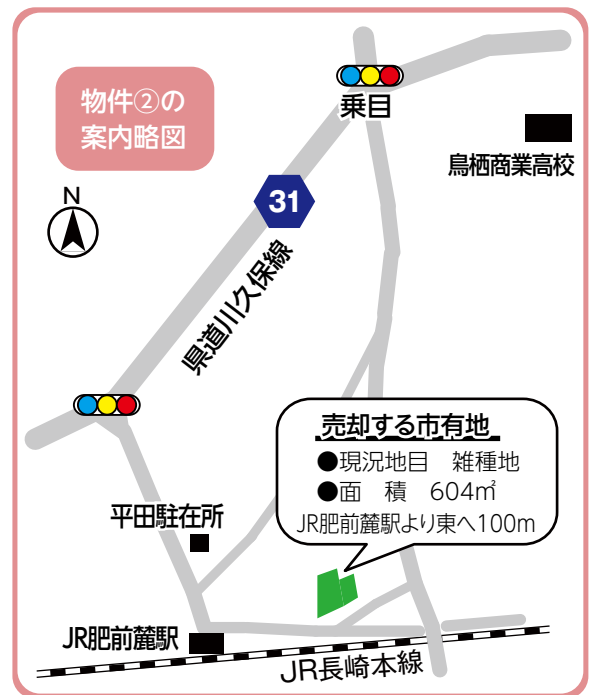 物件②の
案内略図
乗目
鳥栖商業高校
N
31
県道川久保線
売却する市有地
●現況地目　雑種地
●面　積　604㎡
JR肥前麓駅より東へ100m
平田駐在所
JR肥前麓駅
JR長崎本線